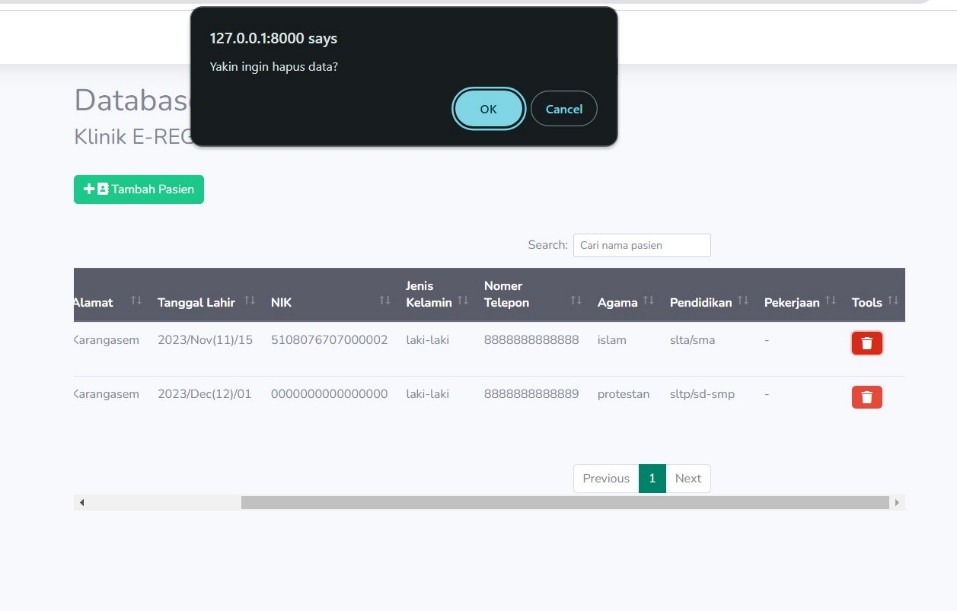 127.0.0.1:8000 says
Yakin ingin hapus data?
OK Cancel
Databas
Klinik E-REG
Tambah Pasien
Search: Cari nama pasien
Alamat Tanggal Lahir NIK Jenis Kelamin Nomer Telepon Agama Pendidikan Pekerjaan Tools
Karangasem 2023/Nov(11)/15 5108076707000002 laki-laki 8888888888888 islam slta/sma -
Karangasem 2023/Dec(12)/01 0000000000000000 laki-laki 8888888888889 protestan sltp/sd-smp -
Previous 1 Next